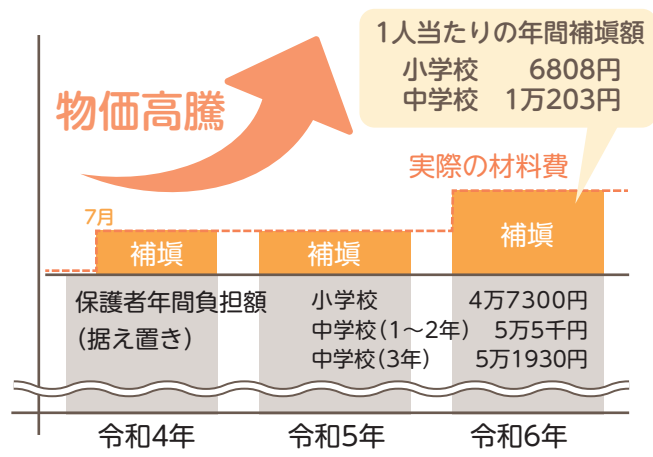 1人当たりの年間補塡額
小学校 6808円
中学校 1万203円
物価高騰
実際の材料費
7月
補塡
補塡
補塡
保護者年間負担額
(据え置き)
小学校 4万7300円
中学校(1〜2年) 5万5千円
中学校(3年) 5万1930円
令和4年
令和5年
令和6年